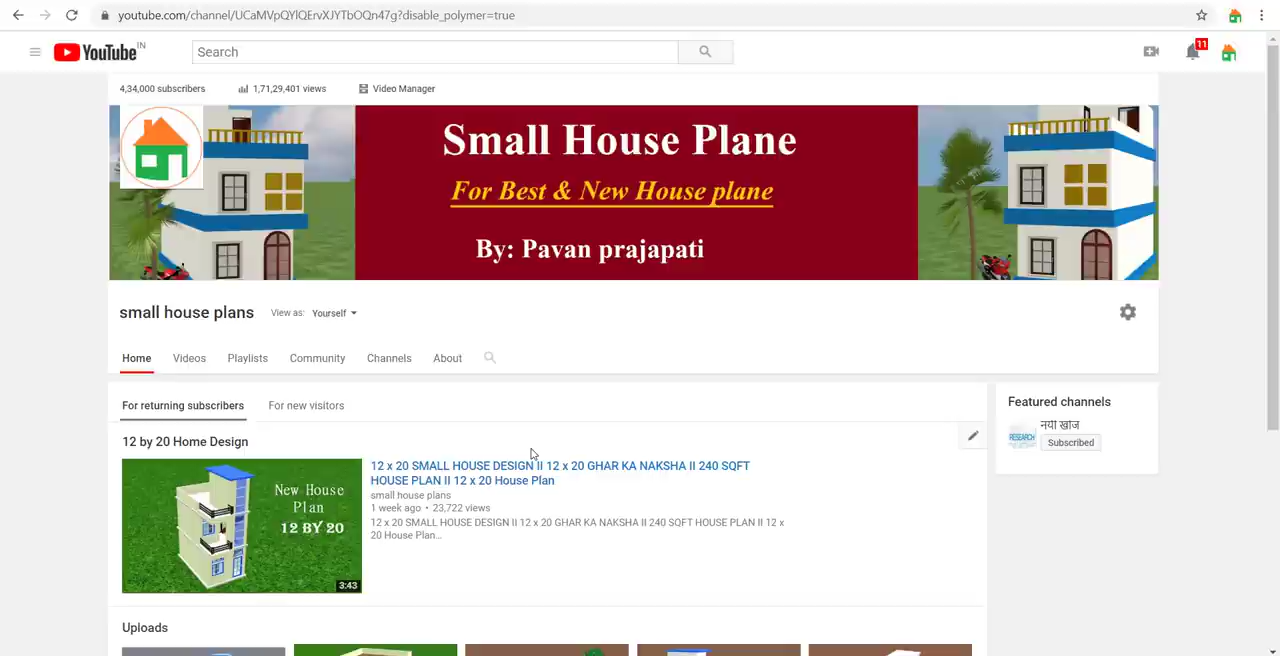 youtube.com/channel/UCaMVpQYlQErvXJYTbOQn47g?disable_polymer=true
YouTube IN
Search
11
4,34,000 subscribers
1,71,29,401 views
Video Manager
Small House Plane
For Best & New House plane
By: Pavan prajapati
small house plans
View as: Yourself
Home Videos Playlists Community Channels About
For returning subscribers
For new visitors
Featured channels
RESEARCH
नयी खोज
Subscribed
12 by 20 Home Design
New House
Plan
12 BY 20
3:43
12 x 20 SMALL HOUSE DESIGN II 12 x 20 GHAR KA NAKSHA II 240 SQFT
HOUSE PLAN II 12 x 20 House Plan
small house plans
1 week ago • 23,722 views
12 x 20 SMALL HOUSE DESIGN II 12 x 20 GHAR KA NAKSHA II 240 SQFT HOUSE PLAN II 12 x
20 House Plan...
Uploads